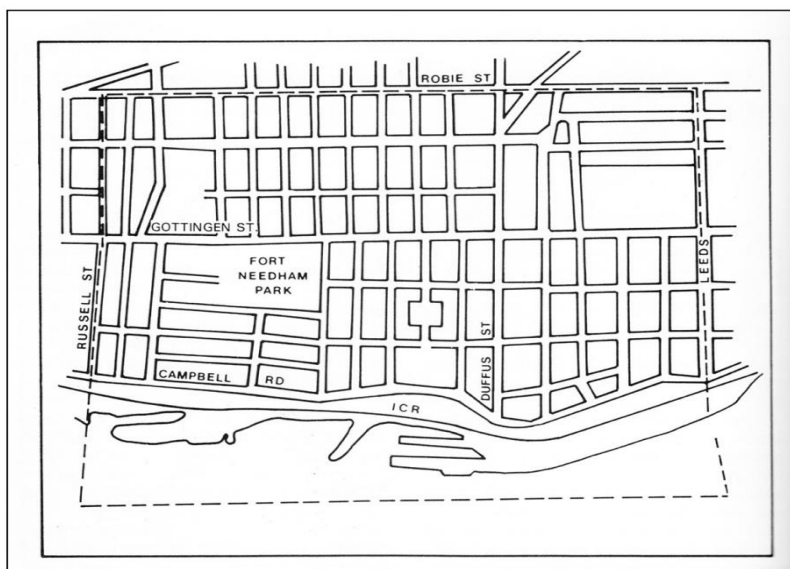 ROBIE ST
GOTTINGEN ST.
FORT
NEEDHAM
PARK
RUSSELL ST
LEEDS
DUFFUS ST
CAMPBELL RD
ICR